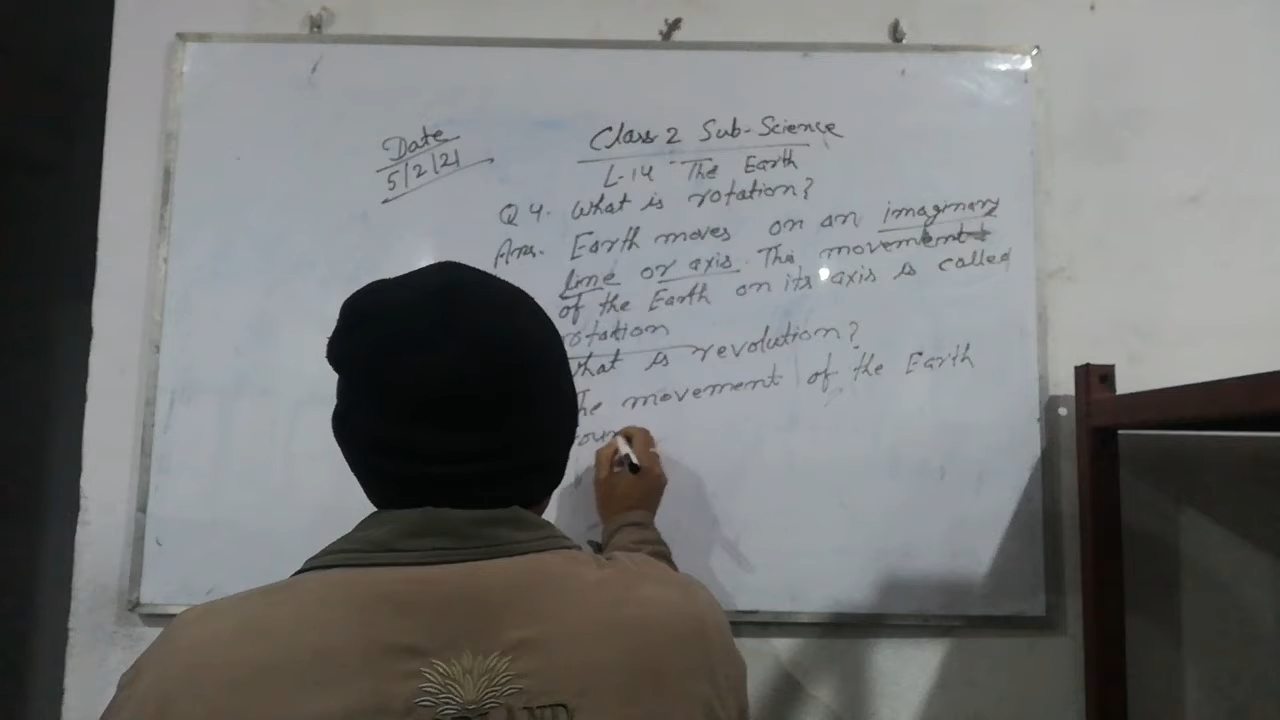 Date
5/2/21
Class 2 Sub-Science
L-14 The Earth
Q 4. What is rotation?
Ans. Earth moves on an imaginary
line or axis. The movement
of the Earth on its axis is called
rotation
What is revolution?
The movement of the Earth